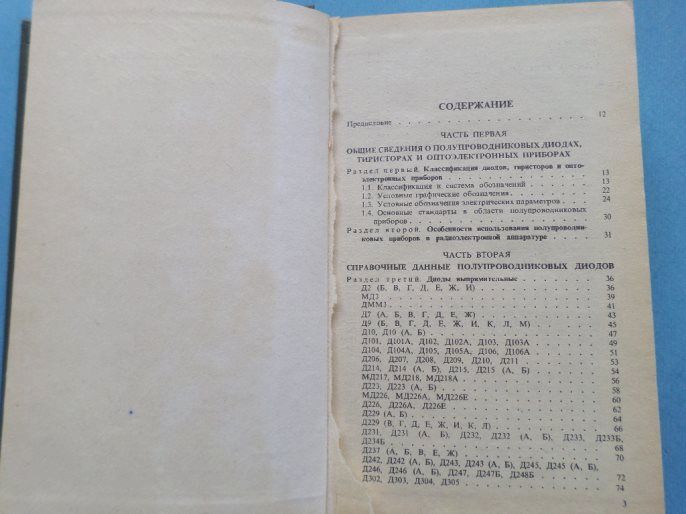 СОДЕРЖАНИЕ
Предисловие . . . . . . . . . . 12
ЧАСТЬ ПЕРВАЯ
ОБЩИЕ СВЕДЕНИЯ О ПОЛУПРОВОДНИКОВЫХ ДИОДАХ,
ТИРИСТОРАХ И ОПТОЭЛЕКТРОННЫХ ПРИБОРАХ
Раздел первый. Классификация диодов, тиристоров и опто-
электронных приборов . . . . . . . . 13
1.1. Классификация и система обозначений . . . . . 13
1.2. Условные графические обозначения . . . . . . 22
1.3. Условные обозначения электрических параметров . . . 24
1.4. Основные стандарты в области полупроводниковых
приборов . . . . . . . . . . 30
Раздел второй. Особенности использования полупроводни-
ковых приборов в радиоэлектронной аппаратуре . . . . 31
ЧАСТЬ ВТОРАЯ
СПРАВОЧНЫЕ ДАННЫЕ ПОЛУПРОВОДНИКОВЫХ ДИОДОВ
Раздел третий. Диоды выпрямительные . . . . . . 36
Д2 (Б, В, Г, Д, Е, Ж, И) . . . . . . . . 36
МД3 . . . . . . . . . . 39
ДММ3 . . . . . . . . . . 41
Д7 (А, Б, В, Г, Д, Е, Ж) . . . . . . . . 43
Д9 (Б, В, Г, Д, Е, Ж, И, К, Л, М) . . . . . . 45
Д10, Д10 (А, Б) . . . . . . . . . . 47
Д101, Д101А, Д102, Д102А, Д103, Д103А . . . . . 49
Д104, Д104А, Д105, Д105А, Д106, Д106А . . . . . 51
Д206, Д207, Д208, Д209, Д210, Д211 . . . . . . 53
Д214, Д214 (А, Б), Д215, Д215 (А, Б) . . . . . . 54
МД217, МД218, МД218А . . . . . . . . 56
Д223, Д223 (А, Б) . . . . . . . . . . 58
МД226, МД226А, МД226Е . . . . . . . . 60
Д226, Д226А, Д226Е . . . . . . . . . 62
Д229 (А, Б) . . . . . . . . . . 64
Д229 (В, Г, Д, Е, Ж, И, К, Л) . . . . . . . 66
Д231, Д231 (А, Б), Д232, Д232 (А, Б), Д233, Д233Б,
Д234Б . . . . . . . . . . 68
Д237 (А, Б, В, Е, Ж) . . . . . . . . . 70
Д242, Д242 (А, Б), Д243, Д243 (А, Б), Д245, Д245 (А, Б),
Д246, Д246 (А, Б), Д247, Д247Б, Д248Б . . . . . 72
Д302, Д303, Д304, Д305 . . . . . . . . 74
3